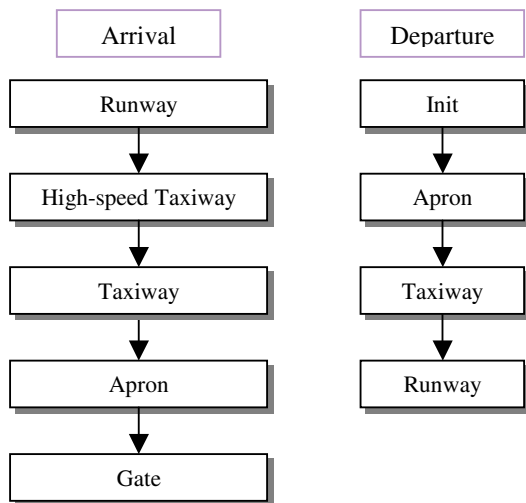 Arrival
Runway
High-speed Taxiway
Taxiway
Apron
Gate
Departure
Init
Apron
Taxiway
Runway